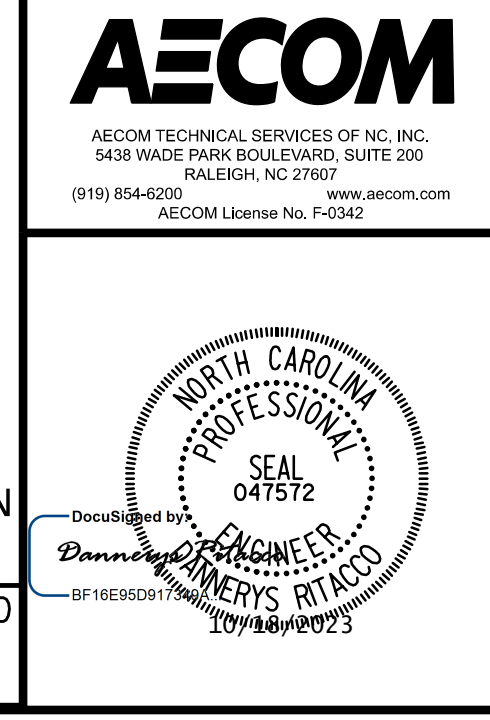 AECOM
AECOM TECHNICAL SERVICES OF NC, INC.
5438 WADE PARK BOULEVARD, SUITE 200
RALEIGH, NC 27607
(919) 854-6200 www.aecom.com
AECOM License No. F-0342
NORTH CAROLINA
PROFESSIONAL
SEAL
047572
ENGINEER
DANNERYS RITACCO
N
DocuSigned by:
Dannerys Ritacco
BF16E95D917349A...
10/18/2023